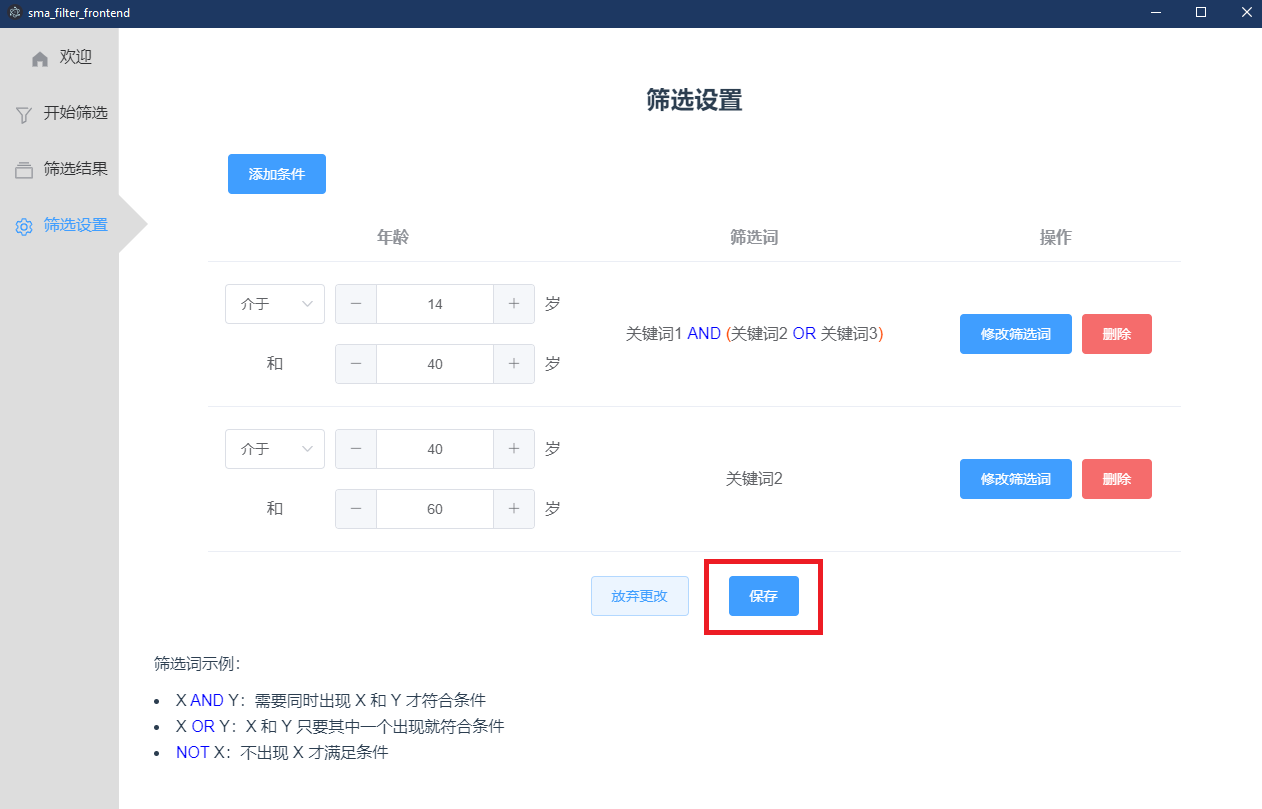 sma_filter_frontend
欢迎
开始筛选
筛选结果
筛选设置
筛选设置
添加条件
年龄 筛选词 操作
介于 14 岁
和 40 岁
关键词1 AND (关键词2 OR 关键词3)
修改筛选词 删除
介于 40 岁
和 60 岁
关键词2
修改筛选词 删除
放弃更改 保存
筛选词示例：
• X AND Y：需要同时出现 X 和 Y 才符合条件
• X OR Y：X 和 Y 只要其中一个出现就符合条件
• NOT X：不出现 X 才满足条件